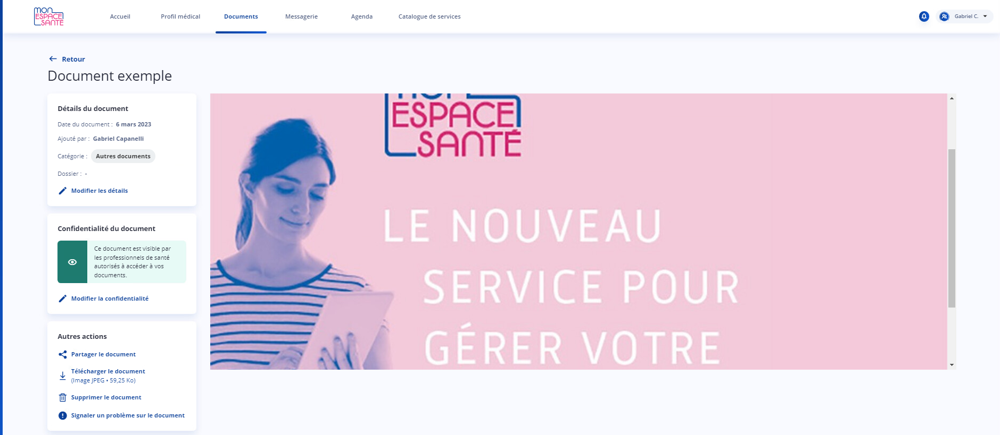 MON
ESPACE
SANTÉ
Accueil
Profil médical
Documents
Messagerie
Agenda
Catalogue de services
Gabriel C.
Retour
Document exemple
Détails du document
Date du document : 6 mars 2023
Ajouté par : Gabriel Capanelli
Catégorie : Autres documents
Dossier : -
Modifier les détails
Confidentialité du document
Ce document est visible par
les professionnels de santé
autorisés à accéder à vos
documents.
Modifier la confidentialité
Autres actions
Partager le document
Télécharger le document
(Image JPEG • 59,25 Ko)
Supprimer le document
Signaler un problème sur le document
MON
ESPACE
SANTÉ
LE NOUVEAU
SERVICE POUR
GÉRER VOTRE